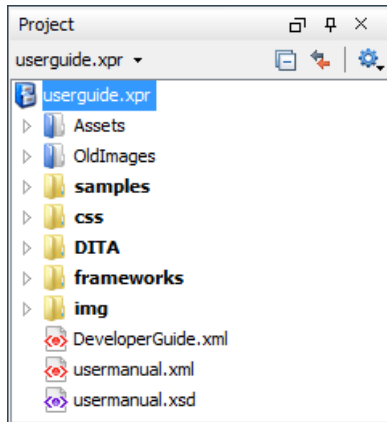 Project
userguide.xpr
userguide.xpr
Assets
OldImages
samples
css
DITA
frameworks
img
DeveloperGuide.xml
usermanual.xml
usermanual.xsd